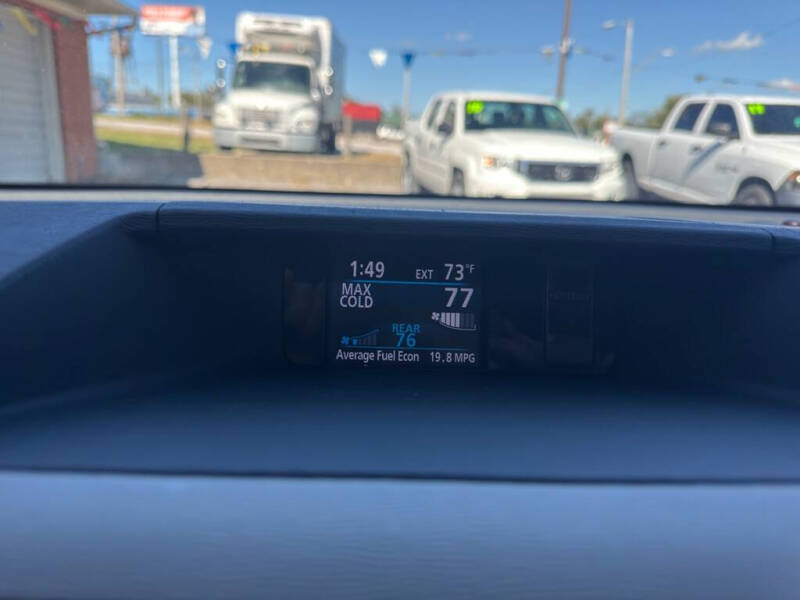 1:49 EXT 73°F
MAX 77
COLD
REAR
76
Average Fuel Econ 19.8 MPG